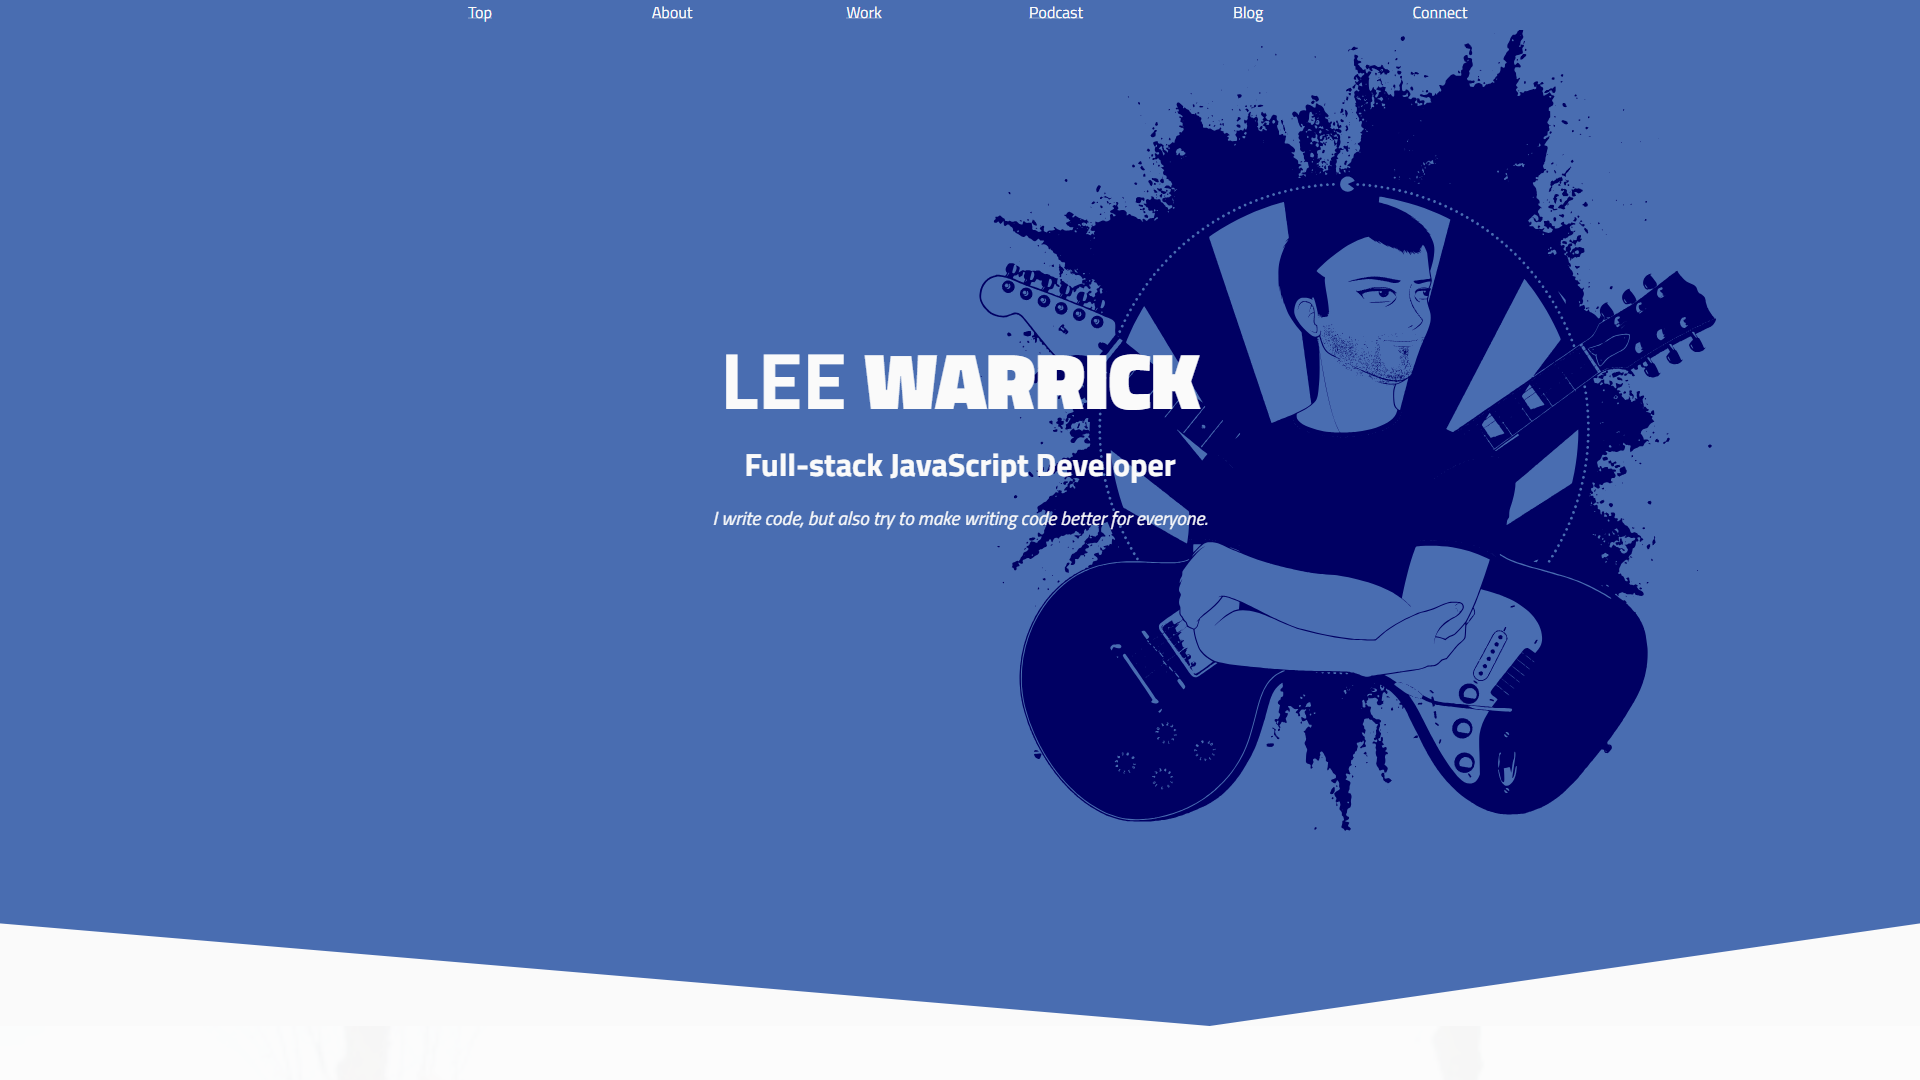 Top About Work Podcast Blog Connect
LEE WARRICK
Full-stack JavaScript Developer
I write code, but also try to make writing code better for everyone.